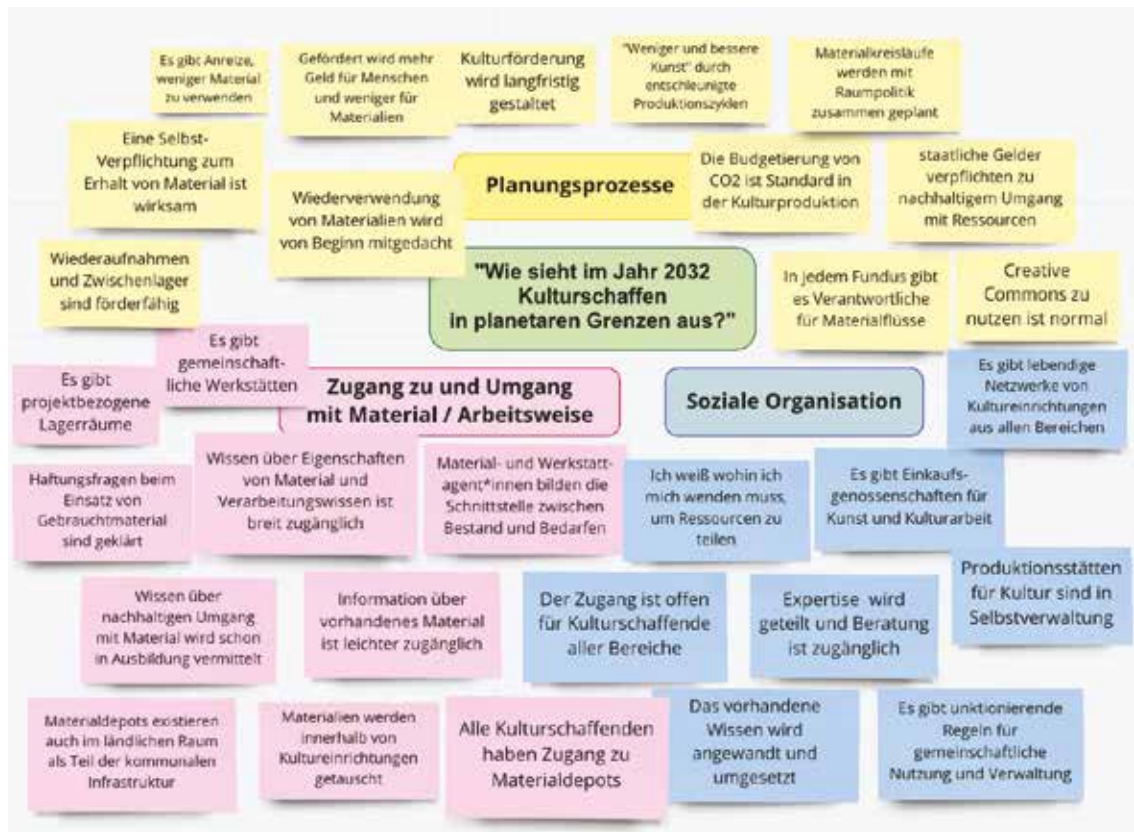 Es gibt Anreize,
weniger Material
zu verwenden
Gefördert wird mehr
Geld für Menschen
und weniger für
Materialien
Kulturförderung
wird langfristig
gestaltet
"Weniger und bessere
Kunst" durch
entschleunigte
Produktionszyklen
Materialkreisläufe
werden mit
Raumpolitik
zusammen geplant
Eine Selbst-
Verpflichtung zum
Erhalt von Material ist
wirksam
Wiederverwendung
von Materialien wird
von Beginn mitgedacht
Planungsprozesse
Die Budgetierung von
CO2 ist Standard in
der Kulturproduktion
staatliche Gelder
verpflichten zu
nachhaltigem Umgang
mit Ressourcen
Wiederaufnahmen
und Zwischenlager
sind förderfähig
"Wie sieht im Jahr 2032
Kulturschaffen
in planetaren Grenzen aus?"
In jedem Fundus gibt
es Verantwortliche
für Materialflüsse
Creative
Commons zu
nutzen ist normal
Es gibt
gemeinschaft-
liche Werkstätten
Es gibt
projektbezogene
Lagerräume
Zugang zu und Umgang
mit Material / Arbeitsweise
Soziale Organisation
Es gibt lebendige
Netzwerke von
Kultureinrichtungen
aus allen Bereichen
Haftungsfragen beim
Einsatz von
Gebrauchtmaterial
sind geklärt
Wissen über Eigenschaften
von Material und
Verarbeitungswissen ist
breit zugänglich
Material- und Werkstatt-
agent*innen bilden die
Schnittstelle zwischen
Bestand und Bedarfen
Ich weiß wohin ich
mich wenden muss,
um Ressourcen zu
teilen
Es gibt Einkaufs-
genossenschaften für
Kunst und Kulturarbeit
Produktionsstätten
für Kultur sind in
Selbstverwaltung
Wissen über
nachhaltigen Umgang
mit Material wird schon
in Ausbildung vermittelt
Information über
vorhandenes Material
ist leichter zugänglich
Der Zugang ist offen
für Kulturschaffende
aller Bereiche
Expertise wird
geteilt und Beratung
ist zugänglich
Materialdepots existieren
auch im ländlichen Raum
als Teil der kommunalen
Infrastruktur
Materialien werden
innerhalb von
Kultureinrichtungen
getauscht
Alle Kulturschaffenden
haben Zugang zu
Materialdepots
Das vorhandene
Wissen wird
angewandt und
umgesetzt
Es gibt unktionierende
Regeln für
gemeinschaftliche
Nutzung und Verwaltung